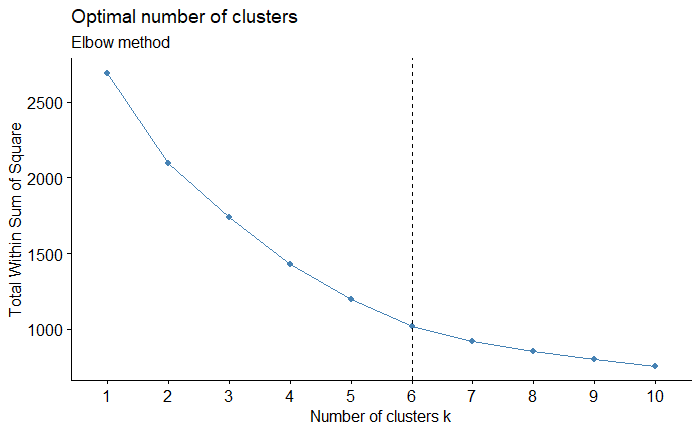 Optimal number of clusters
Elbow method
Total Within Sum of Square
2500
2000
1500
1000
1 2 3 4 5 6 7 8 9 10
Number of clusters k